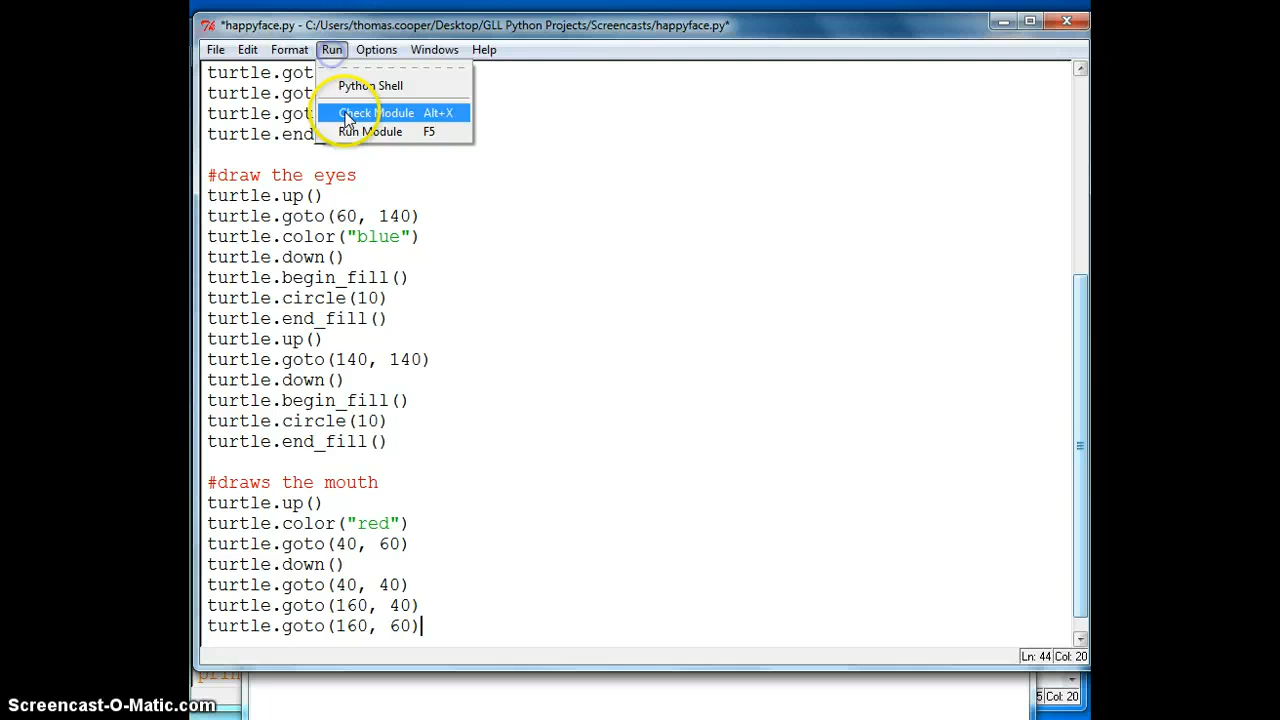 *happyface.py - C:/Users/thomas.cooper/Desktop/GLL Python Projects/Screencasts/happyface.py*
File Edit Format Run Options Windows Help
turtle.got
Python Shell
turtle.got
turtle.got
Check Module Alt+X
turtle.end_
Run Module F5
#draw the eyes
turtle.up()
turtle.goto(60, 140)
turtle.color("blue")
turtle.down()
turtle.begin_fill()
turtle.circle(10)
turtle.end_fill()
turtle.up()
turtle.goto(140, 140)
turtle.down()
turtle.begin_fill()
turtle.circle(10)
turtle.end_fill()
#draws the mouth
turtle.up()
turtle.color("red")
turtle.goto(40, 60)
turtle.down()
turtle.goto(40, 40)
turtle.goto(160, 40)
turtle.goto(160, 60)
Ln: 44 Col: 20
prin
5 Col: 20
Screencast-O-Matic.com